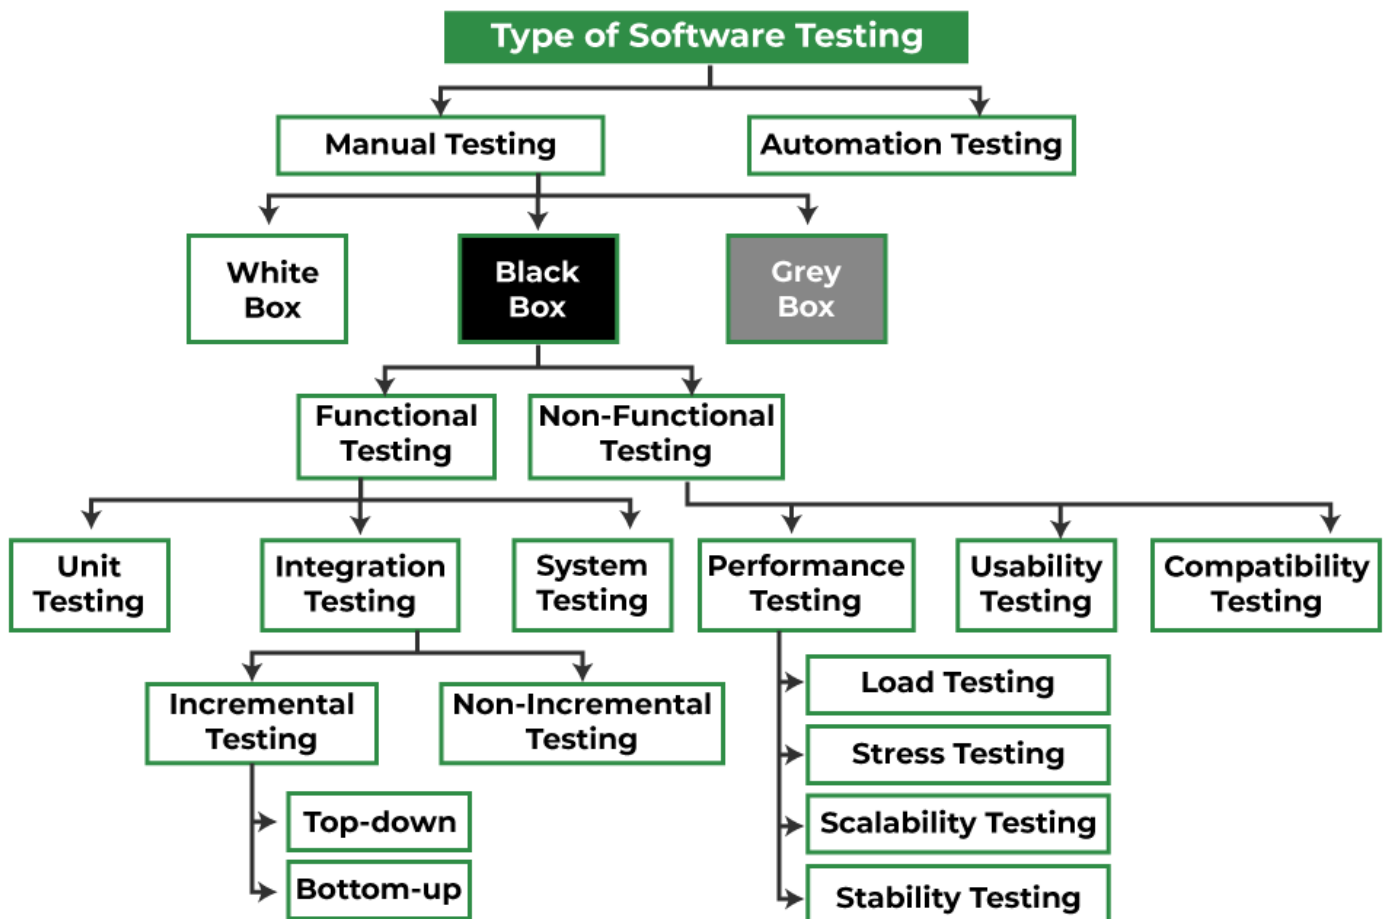 Type of Software Testing
Manual Testing
Automation Testing
White
Box
Black
Box
Grey
Box
Functional
Testing
Non-Functional
Testing
Unit
Testing
Integration
Testing
System
Testing
Performance
Testing
Usability
Testing
Compatibility
Testing
Incremental
Testing
Non-Incremental
Testing
Top-down
Bottom-up
Load Testing
Stress Testing
Scalability Testing
Stability Testing